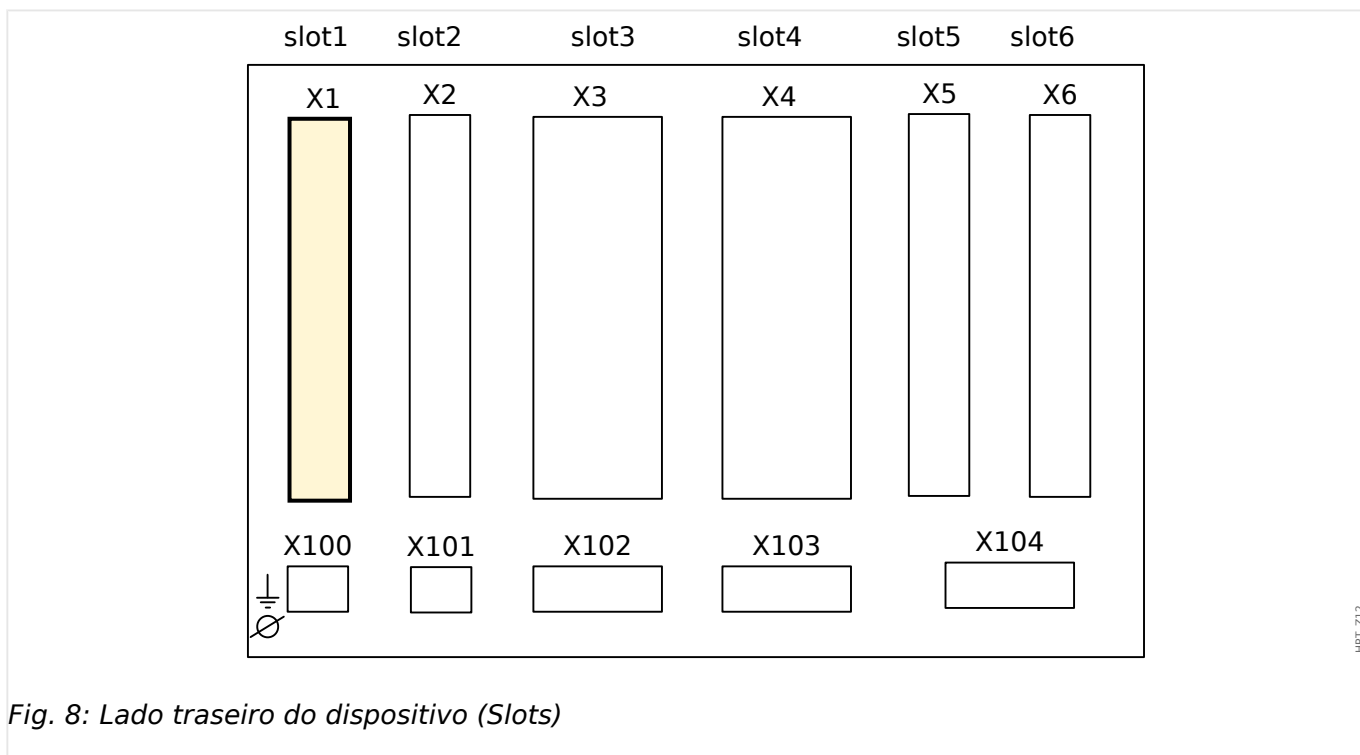 slot1 slot2 slot3 slot4 slot5 slot6
X1 X2 X3 X4 X5 X6
X100 X101 X102 X103 X104
Fig. 8: Lado traseiro do dispositivo (Slots)